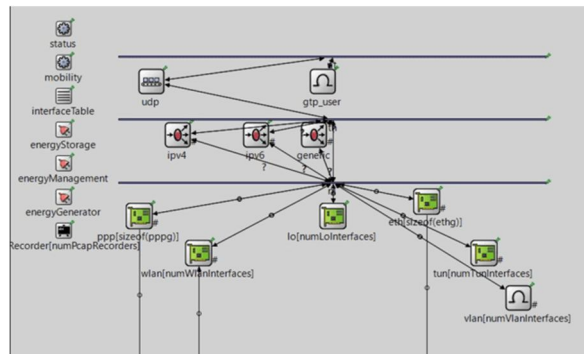 status
mobility
interfaceTable
energyStorage
energyManagement
energyGenerator
Recorder[numPcapRecorders]
udp
gtp_user
tn
ipv4
#
ipv6
#
generic
#
?
?
?
ppp[sizeof(pppg)]
#
wlan[numWlanInterfaces]
#
lo[numLoInterfaces]
#
eth[sizeof(ethg)]
#
tun[numTunInterfaces]
#
vlan[numVlanInterfaces]
#